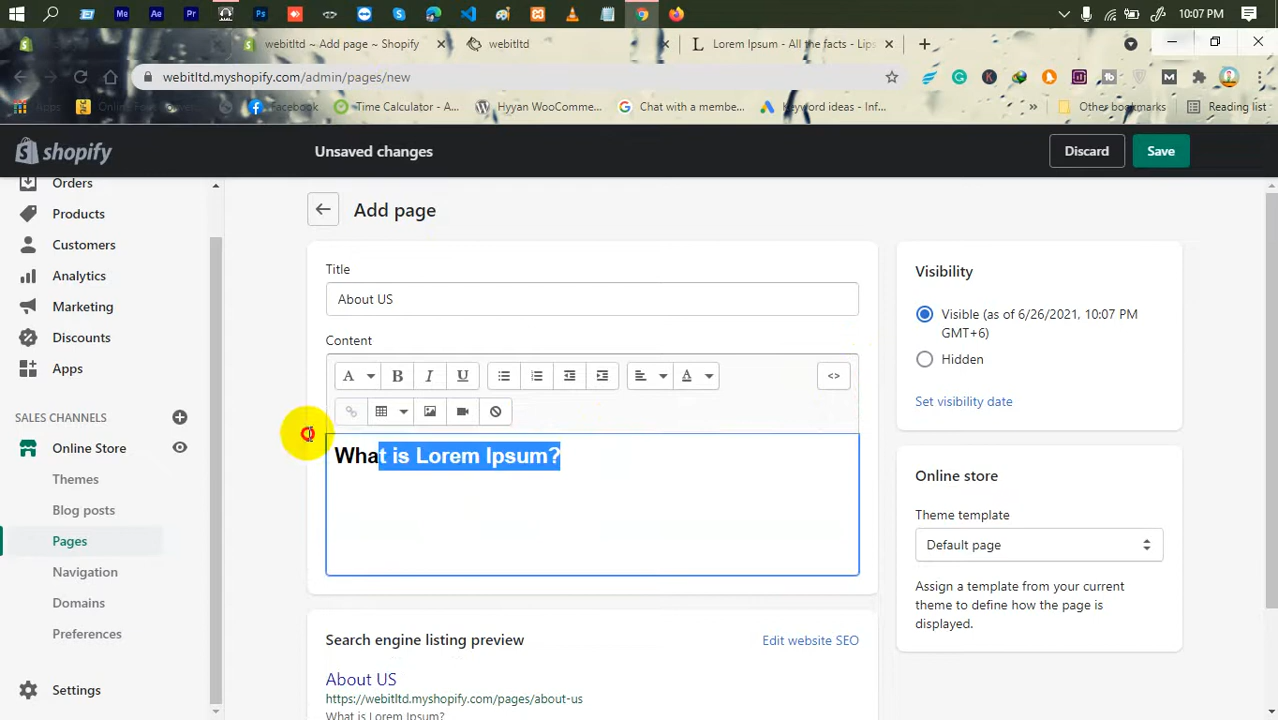 10:07 PM
webitltd ~ Add page ~ Shopify
webitltd
Lorem Ipsum - All the facts - Lips
webitltd.myshopify.com/admin/pages/new
Apps
Facebook
Time Calculator - A...
Hyyan WooComme...
Chat with a membe...
Keyword ideas - Inf...
Other bookmarks
Reading list
shopify
Unsaved changes
Discard
Save
Orders
Products
Customers
Analytics
Marketing
Discounts
Apps
SALES CHANNELS
Online Store
Themes
Blog posts
Pages
Navigation
Domains
Preferences
Settings
Add page
Title
About US
Content
What is Lorem Ipsum?
Search engine listing preview
Edit website SEO
About US
https://webitltd.myshopify.com/pages/about-us
What is Lorem Ipsum?
Visibility
Visible (as of 6/26/2021, 10:07 PM
GMT+6)
Hidden
Set visibility date
Online store
Theme template
Default page
Assign a template from your current
theme to define how the page is
displayed.